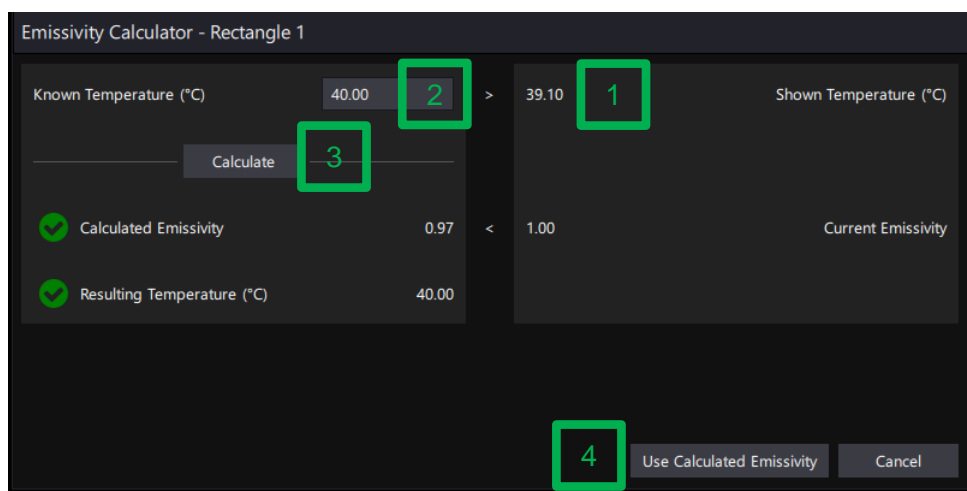 Emissivity Calculator - Rectangle 1
Known Temperature (°C) 40.00 2 > 39.10 1 Shown Temperature (°C)
Calculate 3
Calculated Emissivity 0.97 < 1.00 Current Emissivity
Resulting Temperature (°C) 40.00
4 Use Calculated Emissivity Cancel